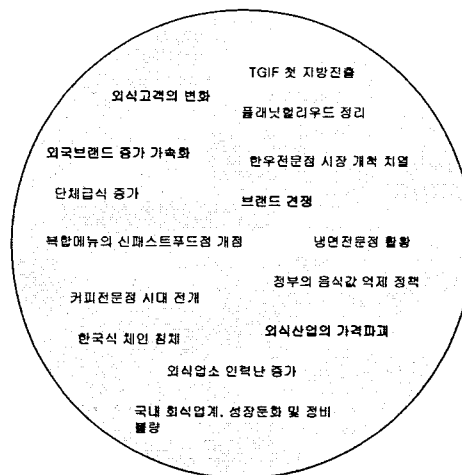 TGIF 첫 지방진출
외식고객의 변화
플래닛헐리우드 정리
외국브랜드 증가 가속화
한우전문점 시장 개척 치열
단체급식 증가
브랜드 전쟁
복합메뉴의 신패스트푸드점 개점
냉면전문점 활황
정부의 음식값 억제 정책
커피전문점 시대 전개
외식산업의 가격파괴
한국식 체인 침체
외식업소 인력난 증가
국내 회식업계, 성장둔화 및 정비
불량